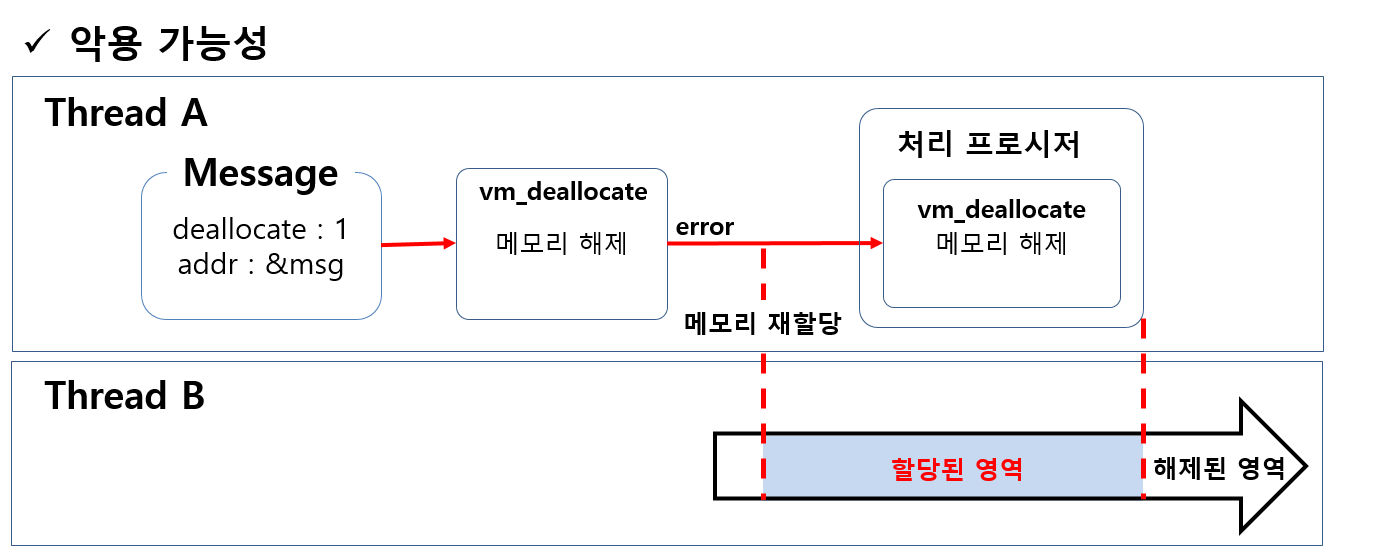 ✓ 악용 가능성
Thread A
Message
deallocate : 1
addr : &msg
vm_deallocate
메모리 해제
error
처리 프로시저
vm_deallocate
메모리 해제
메모리 재할당
Thread B
할당된 영역
해제된 영역